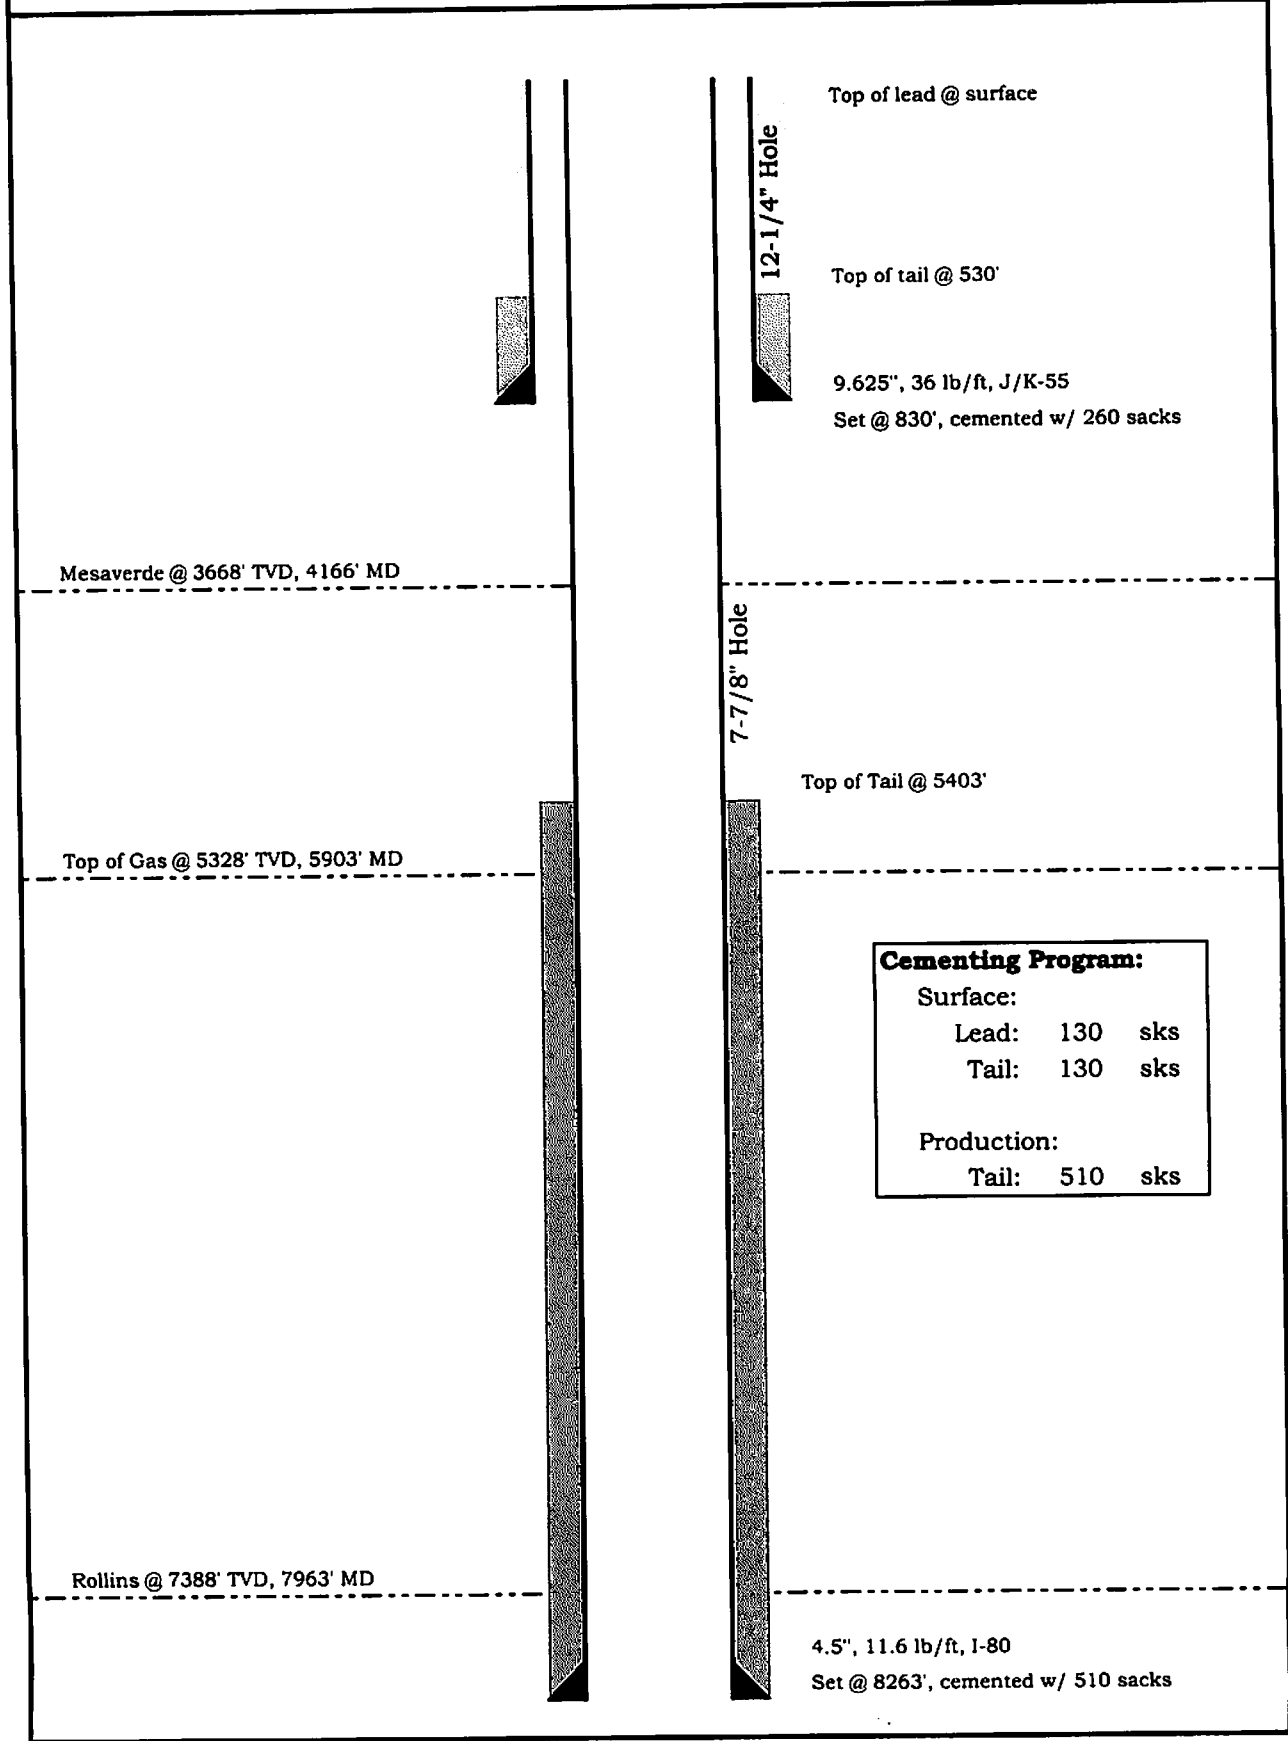 Top of lead @ surface
12-1/4" Hole
Top of tail @ 530'
9.625", 36 lb/ft, J/K-55
Set @ 830', cemented w/ 260 sacks
Mesaverde @ 3668' TVD, 4166' MD
7-7/8" Hole
Top of Tail @ 5403'
Top of Gas @ 5328' TVD, 5903' MD
Cementing Program:
Surface:
Lead: 130 sks
Tail: 130 sks
Production:
Tail: 510 sks
Rollins @ 7388' TVD, 7963' MD
4.5", 11.6 lb/ft, I-80
Set @ 8263', cemented w/ 510 sacks